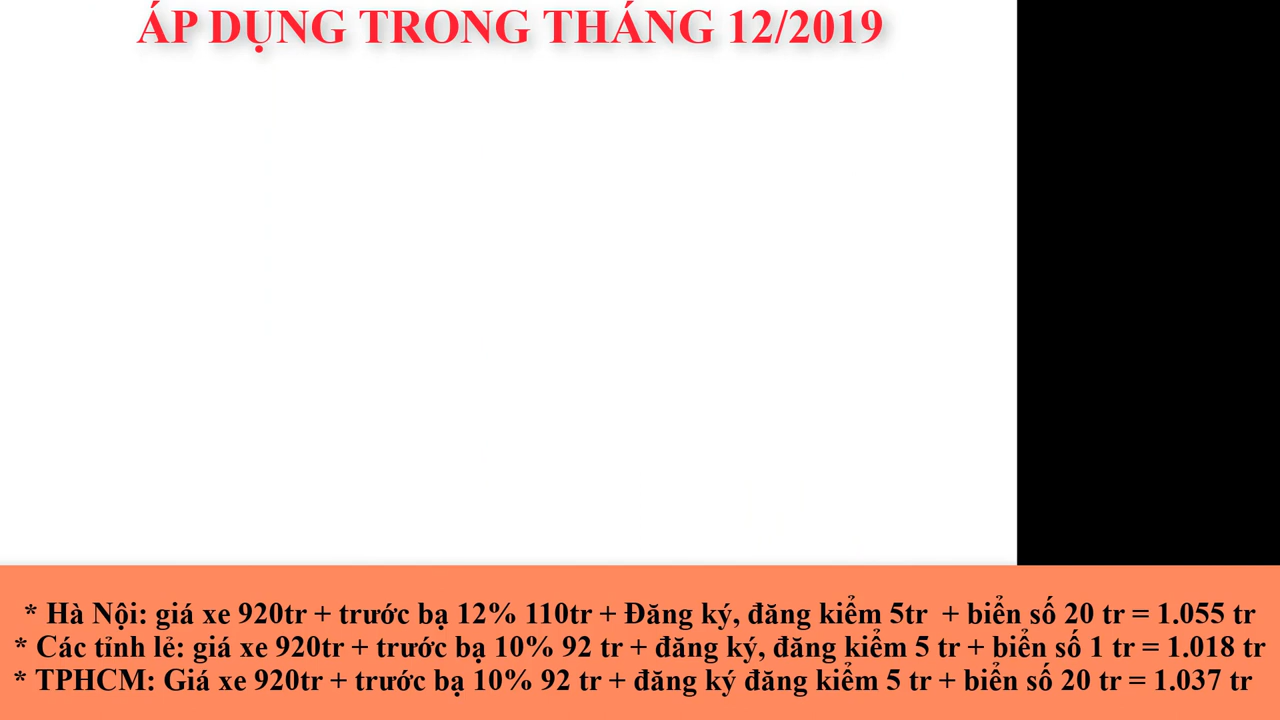 ÁP DỤNG TRONG THÁNG 12/2019
* Hà Nội: giá xe 920tr + trước bạ 12% 110tr + Đăng ký, đăng kiểm 5tr + biển số 20 tr = 1.055 tr
* Các tỉnh lẻ: giá xe 920tr + trước bạ 10% 92 tr + đăng ký, đăng kiểm 5 tr + biển số 1 tr = 1.018 tr
* TPHCM: Giá xe 920tr + trước bạ 10% 92 tr + đăng ký đăng kiểm 5 tr + biển số 20 tr = 1.037 tr